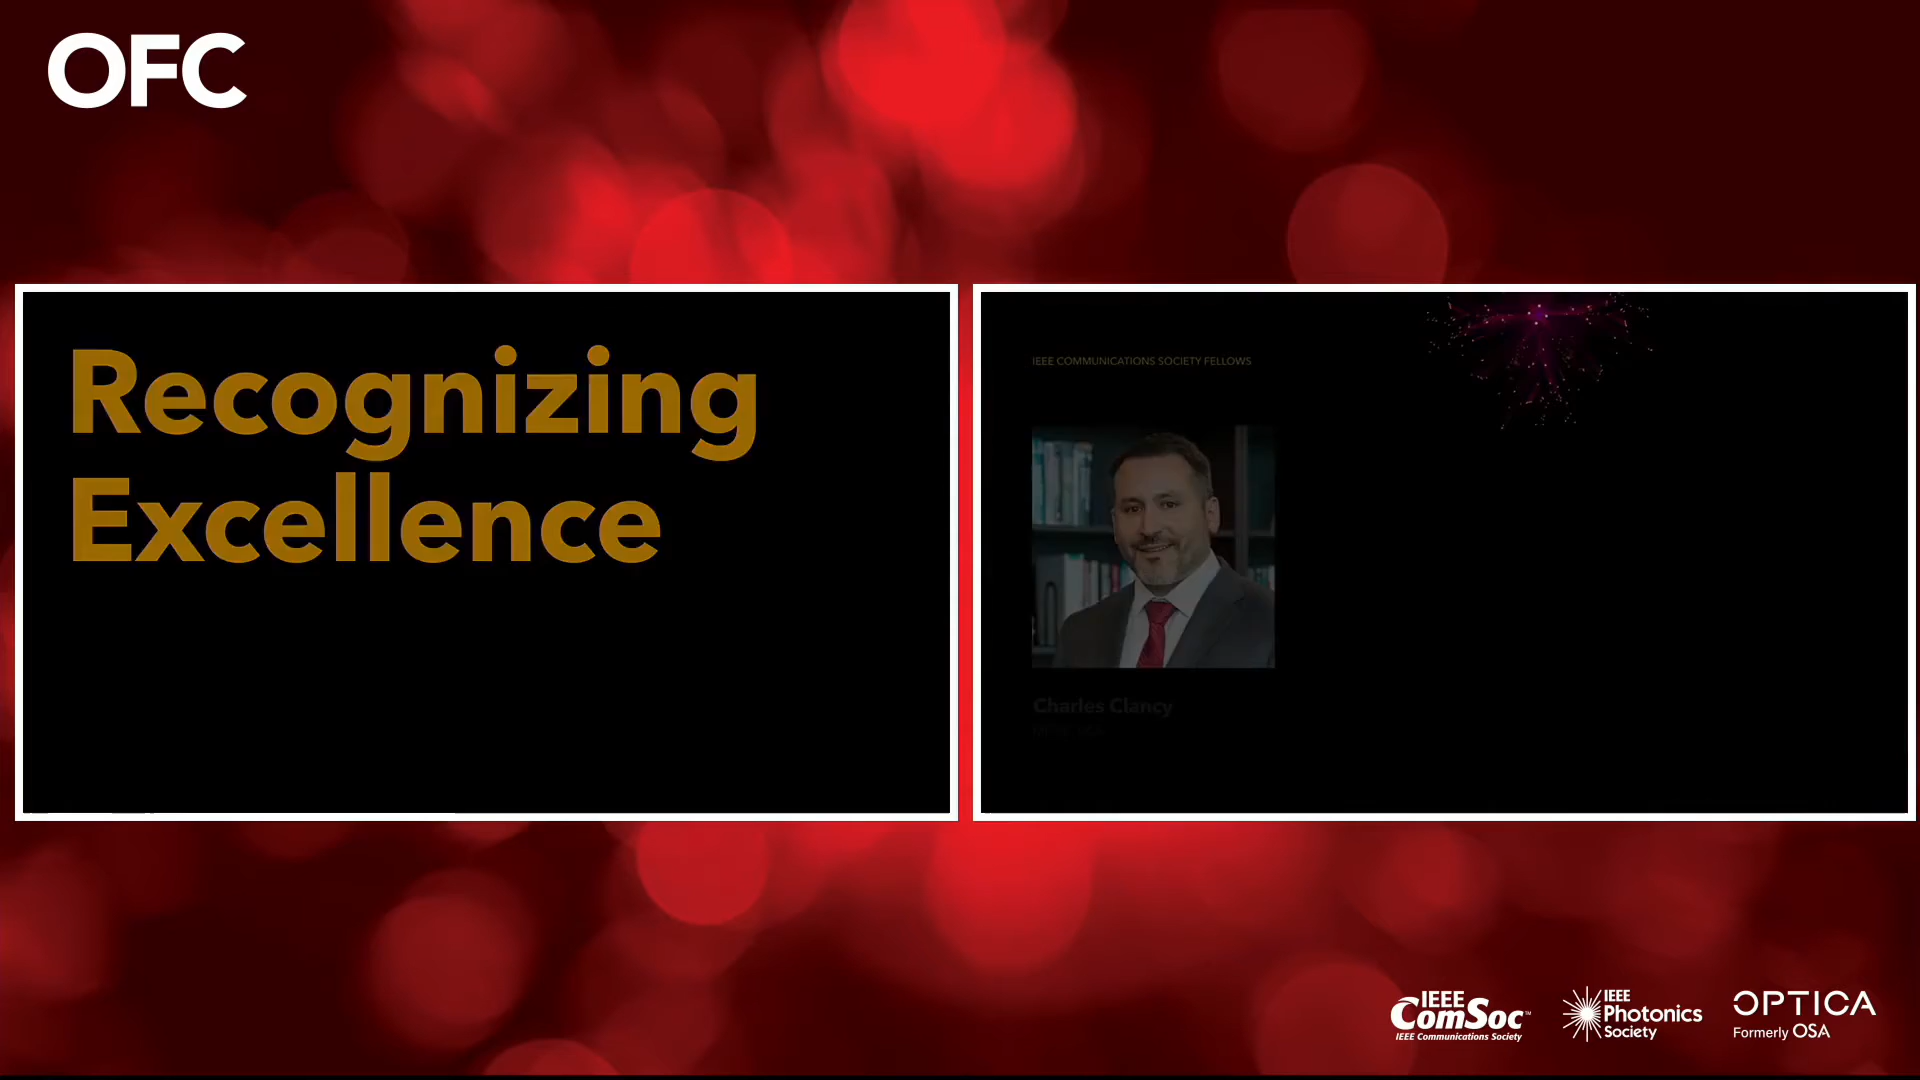 OFC
Recognizing
Excellence
IEEE COMMUNICATIONS SOCIETY FELLOWS
Charles Clancy
IEEE
ComSoc™
IEEE Communications Society
IEEE
Photonics
Society
OPTICA
Formerly OSA